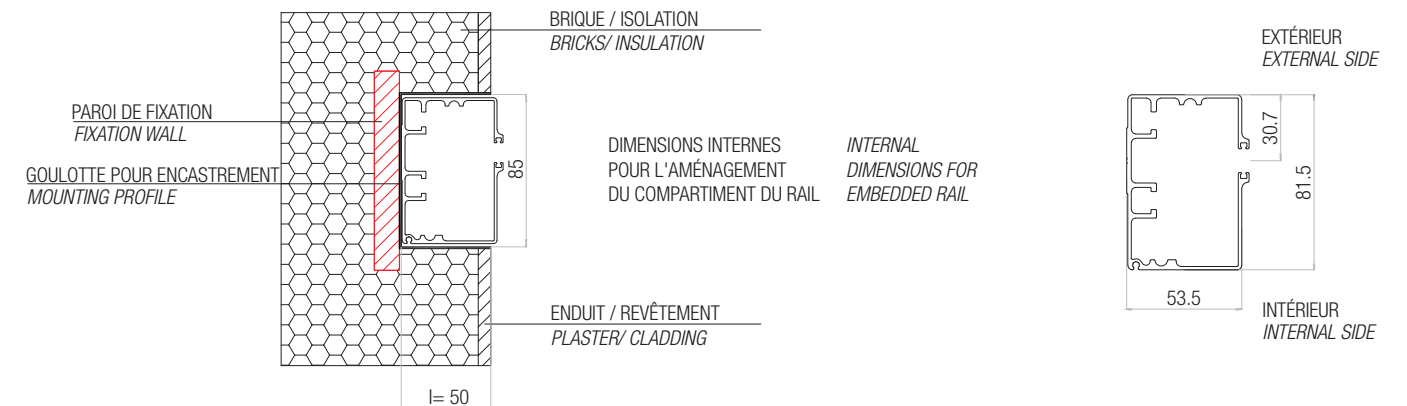 BRIQUE / ISOLATION
BRICKS/ INSULATION
PAROI DE FIXATION
FIXATION WALL
GOULOTTE POUR ENCASTREMENT
MOUNTING PROFILE
85
DIMENSIONS INTERNES
POUR L'AMÉNAGEMENT
DU COMPARTIMENT DU RAIL
INTERNAL
DIMENSIONS FOR
EMBEDDED RAIL
ENDUIT / REVÊTEMENT
PLASTER/ CLADDING
l= 50
EXTÉRIEUR
EXTERNAL SIDE
30.7
81.5
53.5
INTÉRIEUR
INTERNAL SIDE